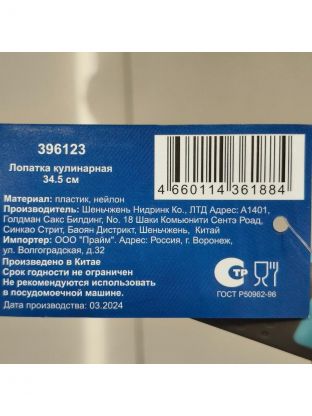 396123
Лопатка кулинарная
34.5 см
4 660114 361884
Материал: пластик, нейлон
Производитель: Шеньчжень Нидринк Ко., ЛТД Адрес: А1401,
Голдман Сакс Билдинг, No. 18 Шаки Комьюнити Сентэ Роад,
Синкао Стрит, Баоян Дистрикт, Шеньчжень, Китай
Импортер: ООО "Прайм". Адрес: Россия, г. Воронеж,
ул. Волгоградская, д.32
Произведено в Китае
Срок годности не ограничен
Не рекомендуются использовать
в посудомоечной машине.
Дата производства: 03.2024
СТР
ГОСТ Р50962-96